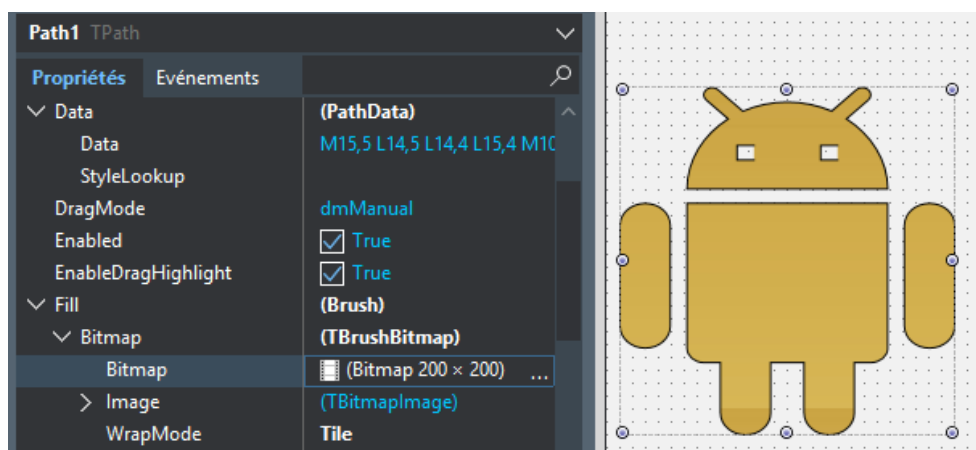 Path1 TPath
Propriétés Evénements
Data (PathData)
Data M15,5 L14,5 L14,4 L15,4 M10
StyleLookup
DragMode dmManual
Enabled True
EnableDragHighlight True
Fill (Brush)
Bitmap (TBrushBitmap)
Bitmap (Bitmap 200 × 200) ...
Image (TBitmapImage)
WrapMode Tile